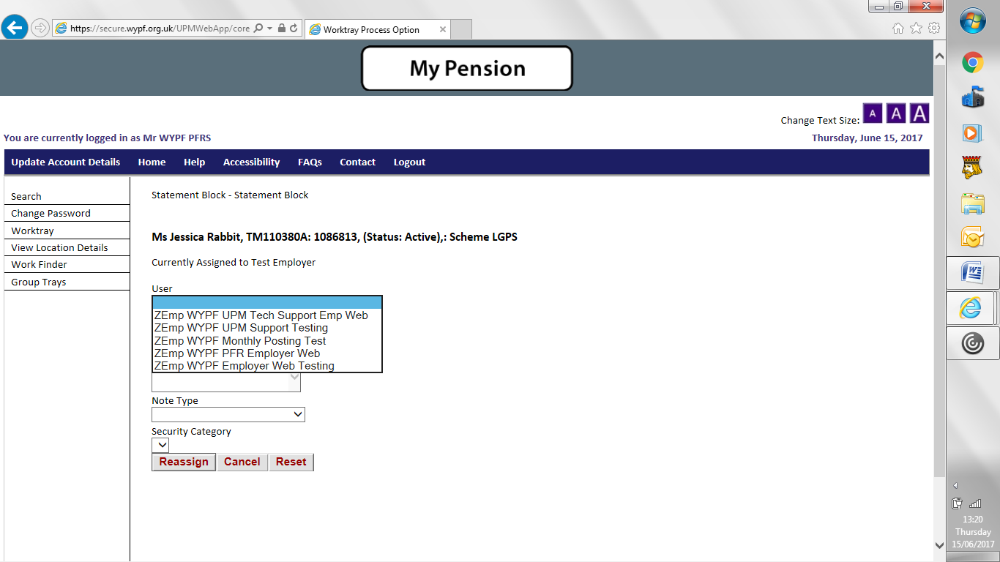 https://secure.wypf.org.uk/UPMWebApp/core
Worktray Process Option
My Pension
Change Text Size: A A A
You are currently logged in as Mr WYPF PFRS
Thursday, June 15, 2017
Update Account Details Home Help Accessibility FAQs Contact Logout
Search
Change Password
Worktray
View Location Details
Work Finder
Group Trays
Statement Block - Statement Block
Ms Jessica Rabbit, TM110380A: 1086813, (Status: Active),: Scheme LGPS
Currently Assigned to Test Employer
User
ZEmp WYPF UPM Tech Support Emp Web
ZEmp WYPF UPM Support Testing
ZEmp WYPF Monthly Posting Test
ZEmp WYPF PFR Employer Web
ZEmp WYPF Employer Web Testing
Note Type
Security Category
Reassign Cancel Reset
13:20
Thursday
15/06/2017